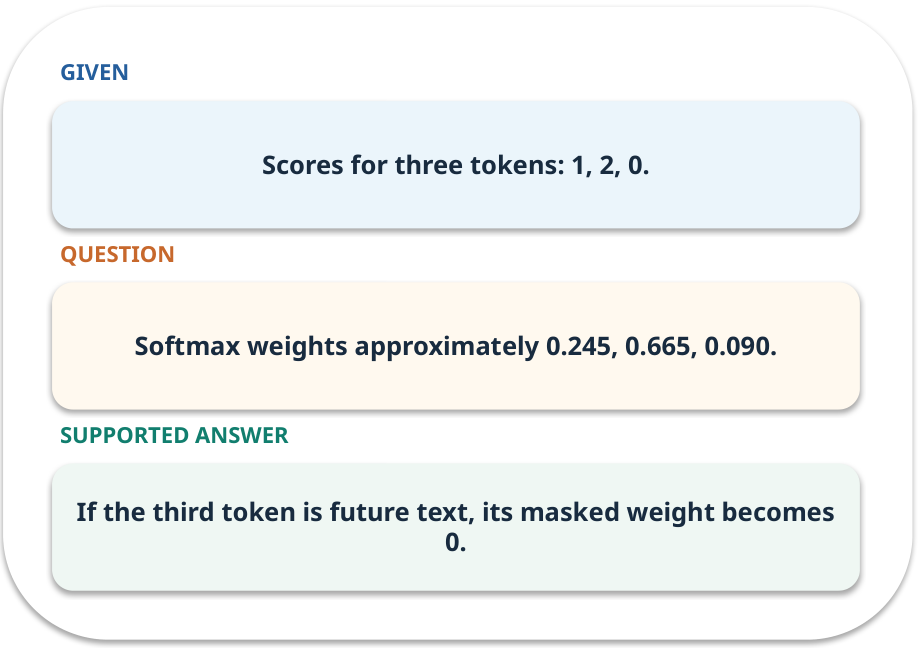 GIVEN
Scores for three tokens: 1, 2, 0.
QUESTION
Softmax weights approximately 0.245, 0.665, 0.090.
SUPPORTED ANSWER
If the third token is future text, its masked weight becomes
0.